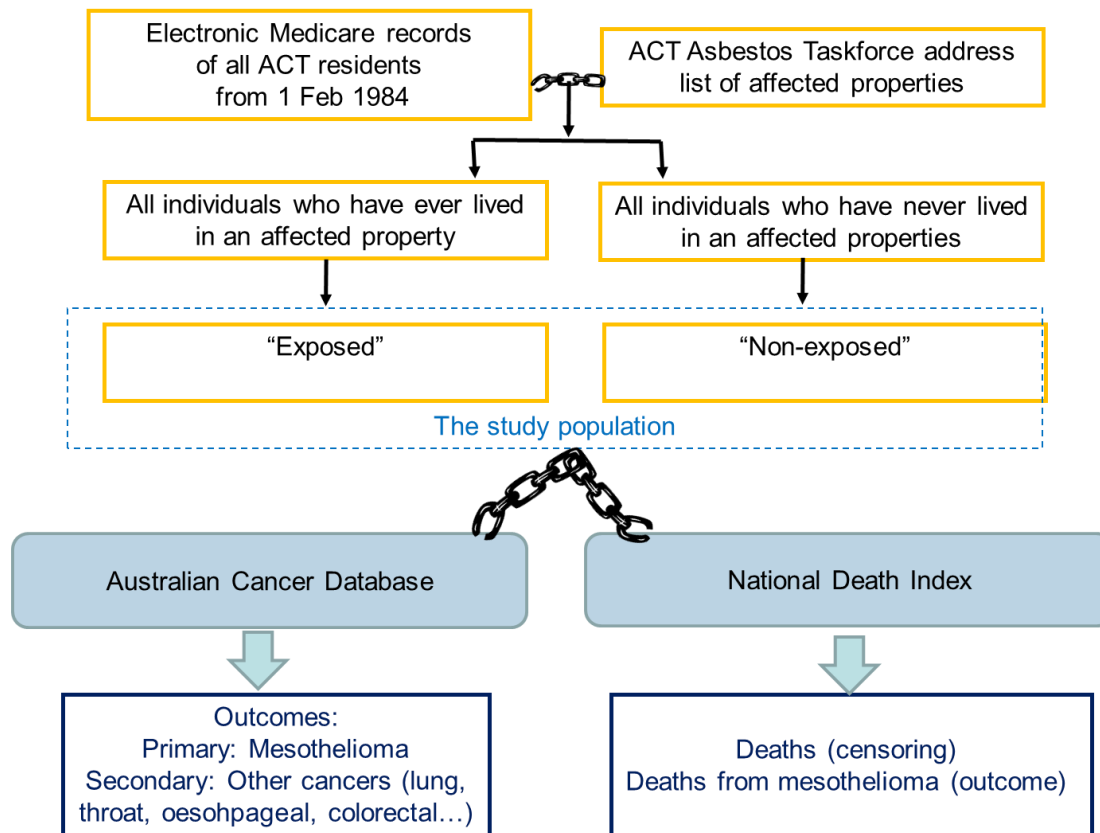 Electronic Medicare records
of all ACT residents
from 1 Feb 1984
ACT Asbestos Taskforce address
list of affected properties
All individuals who have ever lived
in an affected property
All individuals who have never lived
in an affected properties
“Exposed”
“Non-exposed”
The study population
Australian Cancer Database
National Death Index
Outcomes:
Primary: Mesothelioma
Secondary: Other cancers (lung,
throat, oesohpageal, colorectal…)
Deaths (censoring)
Deaths from mesothelioma (outcome)